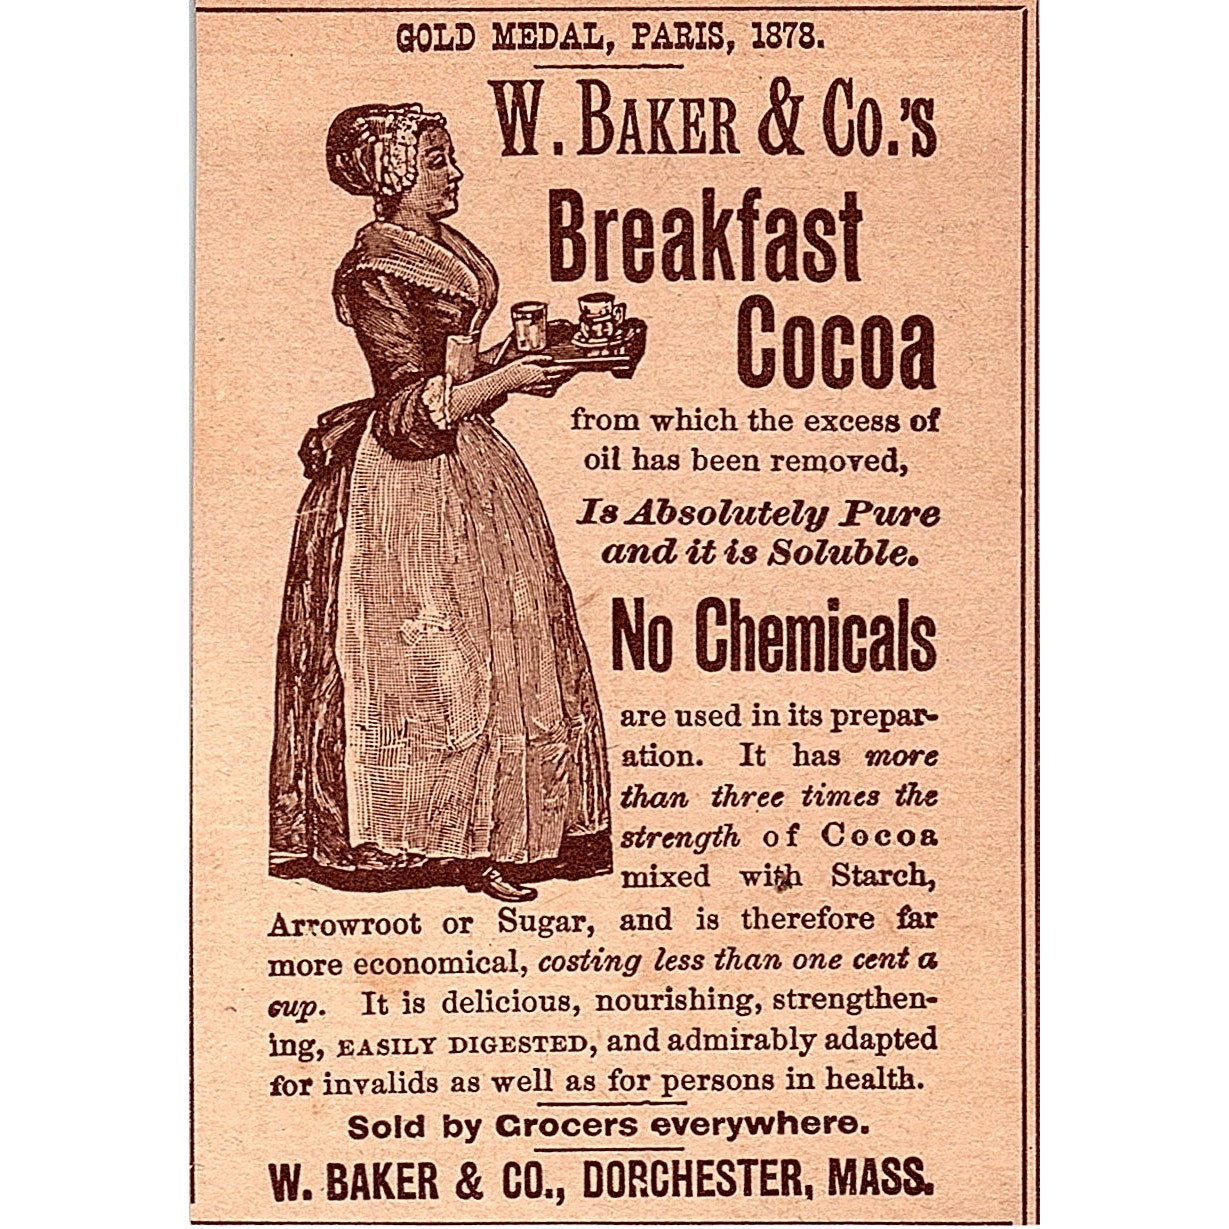 GOLD MEDAL, PARIS, 1878.
W. BAKER & CO.'S
Breakfast
Cocoa
from which the excess of
oil has been removed,
Is Absolutely Pure
and it is Soluble.
No Chemicals
are used in its prepar-
ation. It has more
than three times the
strength of Cocoa
mixed with Starch,
Arrowroot or Sugar, and is therefore far
more economical, costing less than one cent a
cup. It is delicious, nourishing, strengthen-
ing, EASILY DIGESTED, and admirably adapted
for invalids as well as for persons in health.
Sold by Grocers everywhere.
W. BAKER & CO., DORCHESTER, MASS.